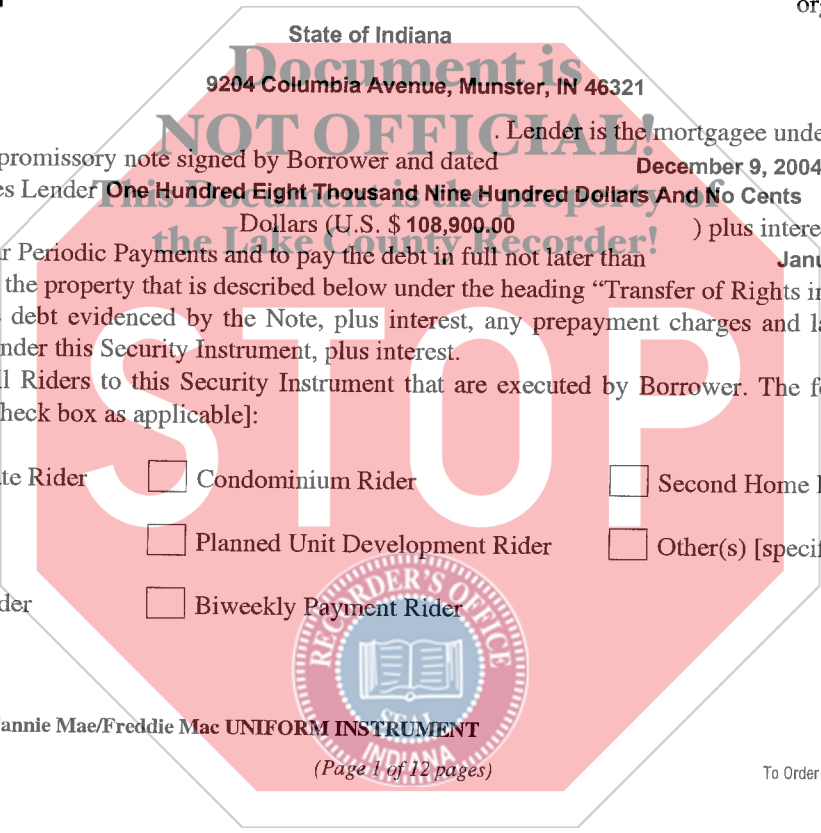 State of Indiana
Document is
9204 Columbia Avenue, Munster, IN 46321
NOT OFFICIAL!
. Lender is the mortgagee unde
promissory note signed by Borrower and dated December 9, 2004
es Lender One Hundred Eight Thousand Nine Hundred Dollars And No Cents
This Document is the property of
Dollars (U.S. $ 108,900.00 ) plus intere
the Lake County Recorder!
r Periodic Payments and to pay the debt in full not later than Janu
the property that is described below under the heading “Transfer of Rights in
debt evidenced by the Note, plus interest, any prepayment charges and la
nder this Security Instrument, plus interest.
l Riders to this Security Instrument that are executed by Borrower. The fo
heck box as applicable]:
STOP
te Rider Condominium Rider Second Home
Planned Unit Development Rider Other(s) [specif
der Biweekly Payment Rider
RECORDER'S OFFICE
SEAL
INDIANA
annie Mae/Freddie Mac UNIFORM INSTRUMENT
(Page 1 of 12 pages)
To Order